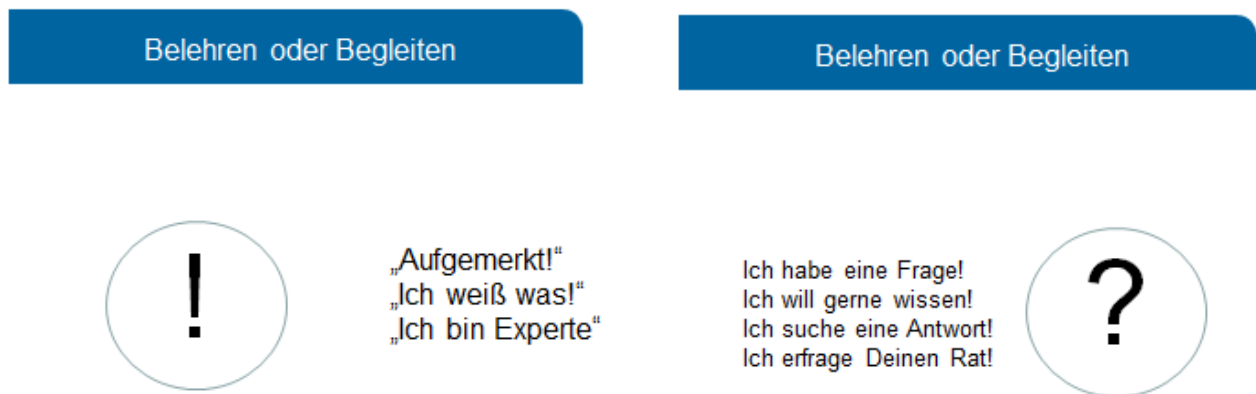 Belehren oder Begleiten
!
„Aufgemerkt!“
„Ich weiß was!“
„Ich bin Experte“
Belehren oder Begleiten
Ich habe eine Frage!
Ich will gerne wissen!
Ich suche eine Antwort!
Ich erfrage Deinen Rat!
?